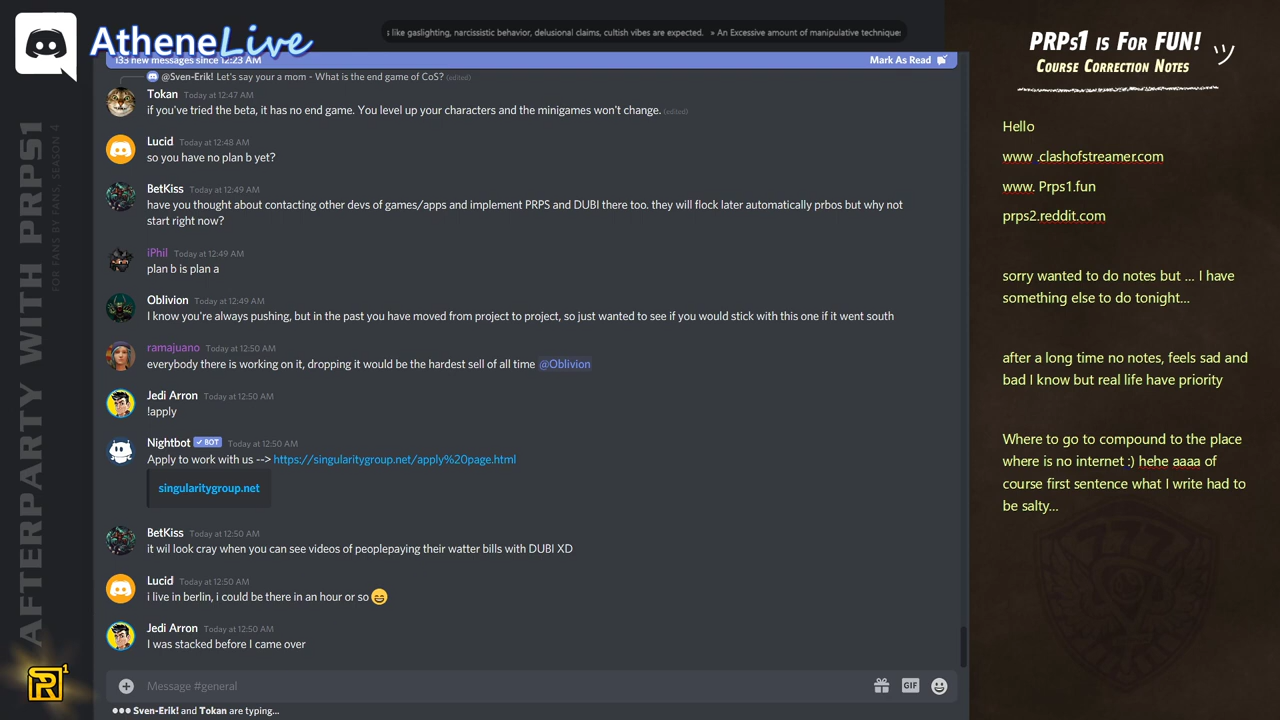 AtheneLive
s like gaslighting, narcissistic behavior, delusional claims, cultish vibes are expected. » An Excessive amount of manipulative techniques
133 new messages since 12:23 AM
Mark As Read
@Sven-Erik! Let's say your a mom - What is the end game of CoS? (edited)
Tokan Today at 12:47 AM
if you've tried the beta, it has no end game. You level up your characters and the minigames won't change. (edited)
Lucid Today at 12:48 AM
so you have no plan b yet?
BetKiss Today at 12:49 AM
have you thought about contacting other devs of games/apps and implement PRPS and DUBI there too. they will flock later automatically prbos but why not
start right now?
iPhil Today at 12:49 AM
plan b is plan a
Oblivion Today at 12:49 AM
I know you're always pushing, but in the past you have moved from project to project, so just wanted to see if you would stick with this one if it went south
ramajuano Today at 12:50 AM
everybody there is working on it, dropping it would be the hardest sell of all time @Oblivion
Jedi Arron Today at 12:50 AM
!apply
Nightbot ✓ BOT Today at 12:50 AM
Apply to work with us --> https://singularitygroup.net/apply%20page.html
singularitygroup.net
BetKiss Today at 12:50 AM
it wil look cray when you can see videos of peoplepaying their watter bills with DUBI XD
Lucid Today at 12:50 AM
i live in berlin, i could be there in an hour or so
Jedi Arron Today at 12:50 AM
I was stacked before I came over
Message #general
GIF
Sven-Erik! and Tokan are typing...
AFTERPARTY WITH PRPS1
FOR FANS BY FANS, SEASON 4
R1
PRPs1 is For FUN! ツ
Course Correction Notes
Hello
www .clashofstreamer.com
www. Prps1.fun
prps2.reddit.com
sorry wanted to do notes but ... I have
something else to do tonight...
after a long time no notes, feels sad and
bad I know but real life have priority
Where to go to compound to the place
where is no internet :) hehe aaaa of
course first sentence what I write had to
be salty...